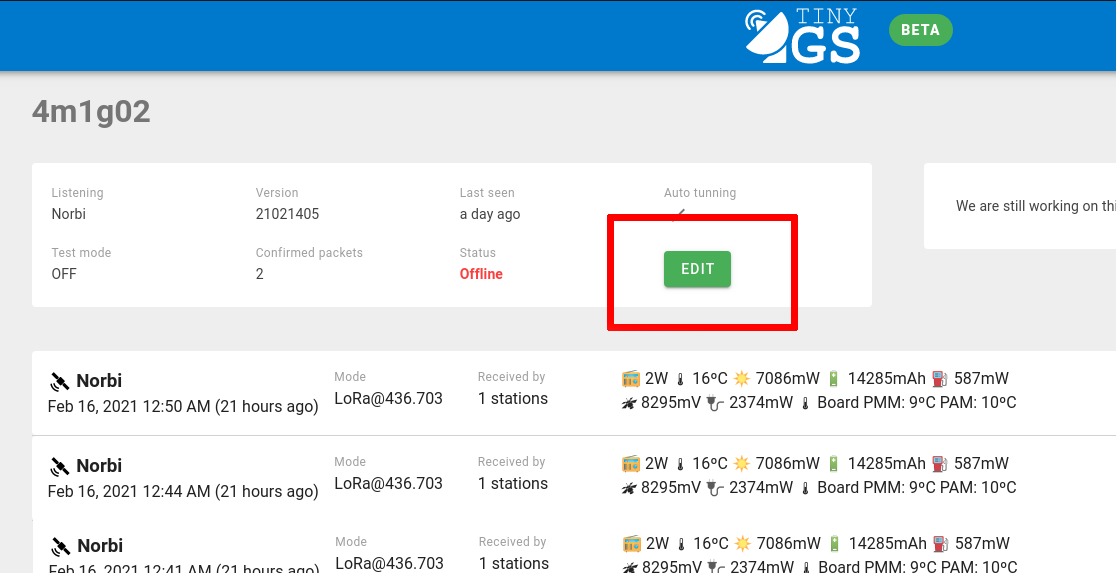 TINY
GS
BETA
4m1g02
Listening Version Last seen Auto tunning
Norbi 21021405 a day ago
We are still working on thi
Test mode Confirmed packets Status
OFF 2 Offline EDIT
Norbi Mode Received by 2W 16ºC 7086mW 14285mAh 587mW
Feb 16, 2021 12:50 AM (21 hours ago) LoRa@436.703 1 stations 8295mV 2374mW Board PMM: 9ºC PAM: 10ºC
Norbi Mode Received by 2W 16ºC 7086mW 14285mAh 587mW
Feb 16, 2021 12:44 AM (21 hours ago) LoRa@436.703 1 stations 8295mV 2374mW Board PMM: 9ºC PAM: 10ºC
Norbi Mode Received by 2W 16ºC 7086mW 14285mAh 587mW
Feb 16, 2021 12:41 AM (21 hours ago) LoRa@436.703 1 stations 8295mV 2374mW Board PMM: 9ºC PAM: 10ºC